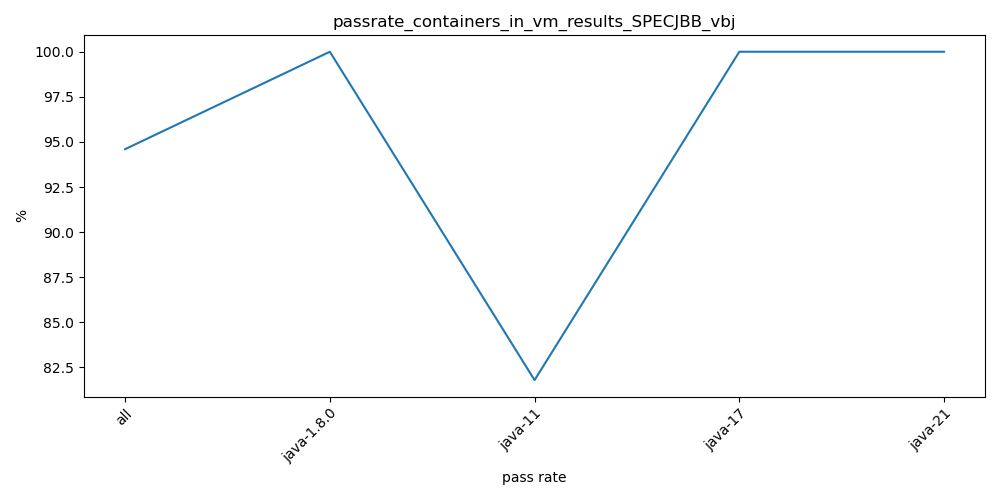 passrate_containers_in_vm_results_SPECJBB_vbj
100.0
97.5
95.0
92.5
90.0
87.5
85.0
82.5
%
all
java-1.8.0
java-11
java-17
java-21
pass rate